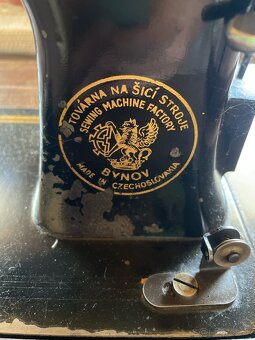 TOVÁRNA NA ŠICÍ STROJE
SEWING MACHINE FACTORY
BYNOV
MADE IN CZECHOSLOVAKIA